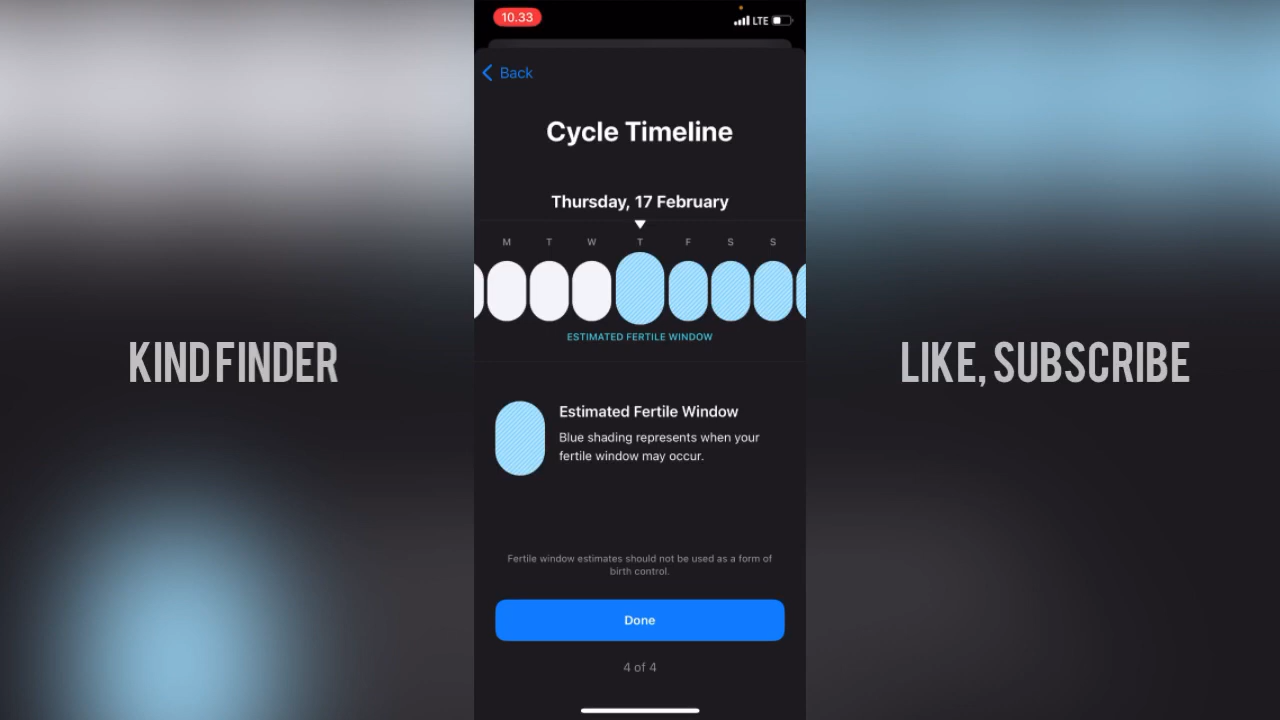 10.33
LTE
Back
Cycle Timeline
Thursday, 17 February
M T W T F S S
ESTIMATED FERTILE WINDOW
KIND FINDER
LIKE, SUBSCRIBE
Estimated Fertile Window
Blue shading represents when your
fertile window may occur.
Fertile window estimates should not be used as a form of
birth control.
Done
4 of 4